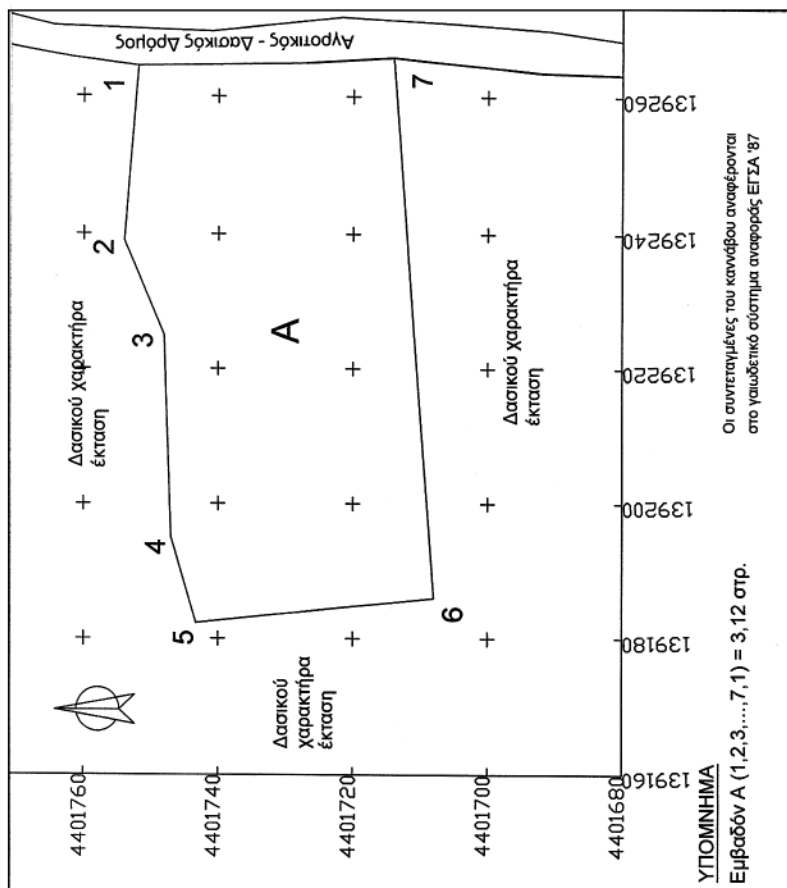 Αγροτικός - Δασικός Δρόμος
1
2
3
4
5
6
7
Α
Δασικού χαρακτήρα
έκταση
Δασικού χαρακτήρα
έκταση
Δασικού
χαρακτήρα
έκταση
4401760
4401740
4401720
4401700
4401680
139160
139180
139200
139220
139240
139260
ΥΠΟΜΝΗΜΑ
Εμβαδόν Α (1,2,3,...,7,1) = 3,12 στρ.
Οι συντεταγμένες του καννάβου αναφέρονται
στο γαιωδετικό σύστημα αναφοράς ΕΓΣΑ '87